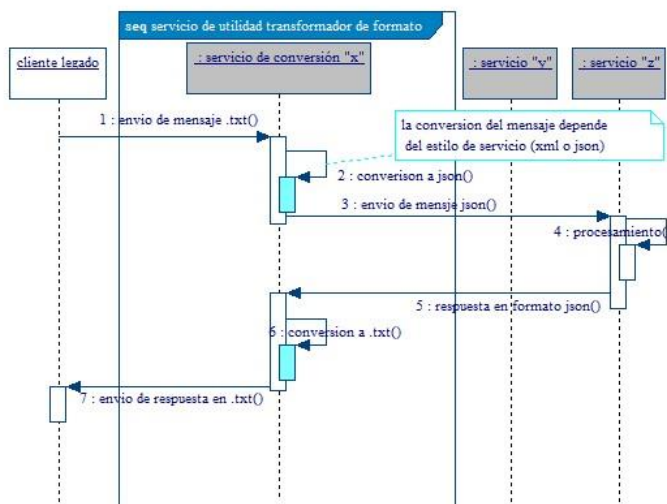 seq servicio de utilidad transformador de formato
cliente legado
: servicio de conversión "x"
: servicio "y"
: servicio "z"
1 : envio de mensaje .txt()
la conversion del mensaje depende
del estilo de servicio (xml o json)
2 : converison a json()
3 : envio de mensje json()
4 : procesamiento(
5 : respuesta en formato json()
6 : conversion a .txt()
7 : envio de respuesta en .txt()